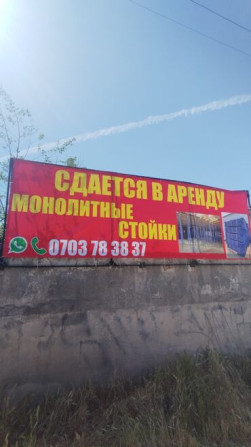 СДАЕТСЯ В АРЕНДУ
МОНОЛИТНЫЕ
СТОЙКИ
0703 78 38 37